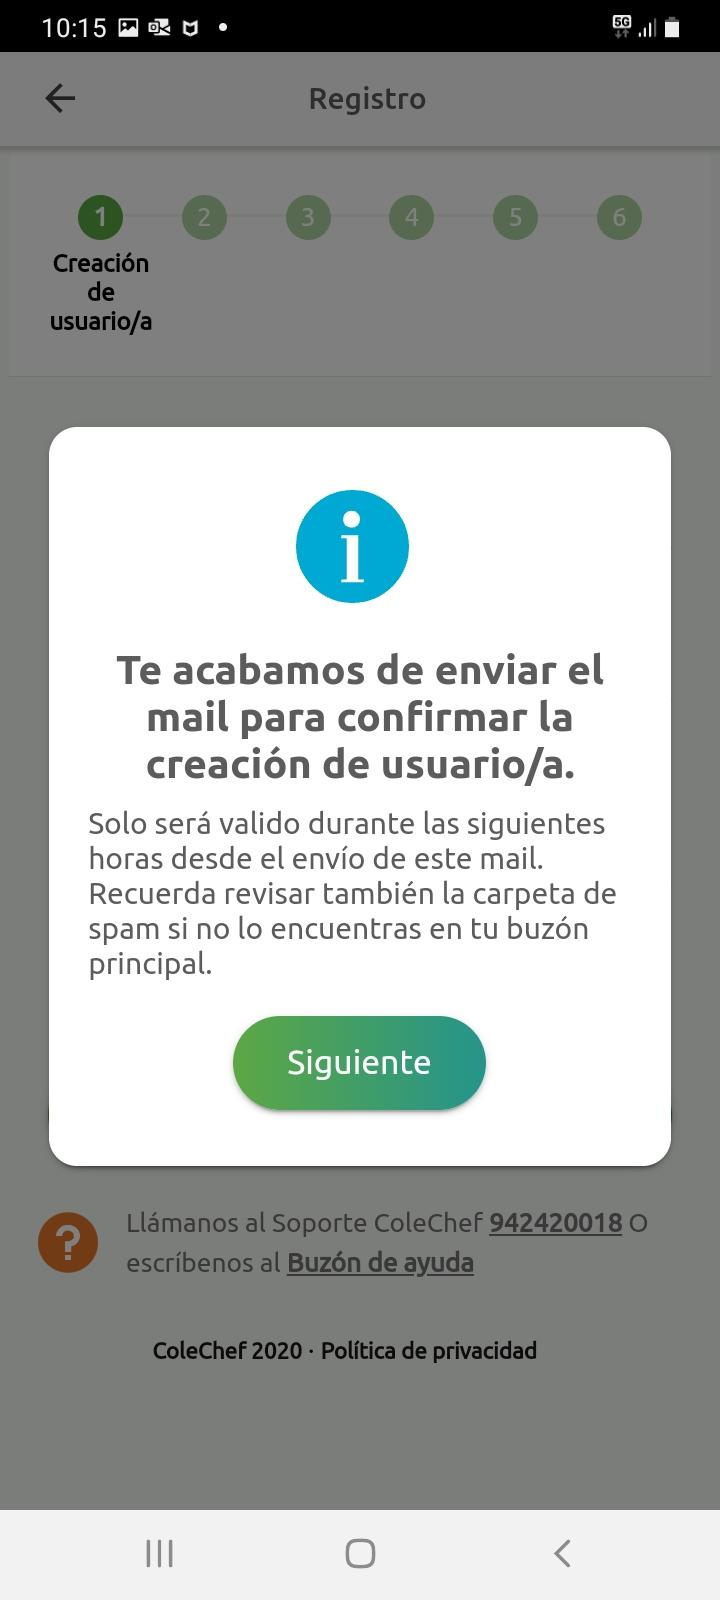 10:15
5G
Registro
1 2 3 4 5 6
Creación
de
usuario/a
i
Te acabamos de enviar el
mail para confirmar la
creación de usuario/a.
Solo será valido durante las siguientes
horas desde el envío de este mail.
Recuerda revisar también la carpeta de
spam si no lo encuentras en tu buzón
principal.
Siguiente
?
Llámanos al Soporte ColeChef 942420018 O
escríbenos al Buzón de ayuda
ColeChef 2020 · Política de privacidad